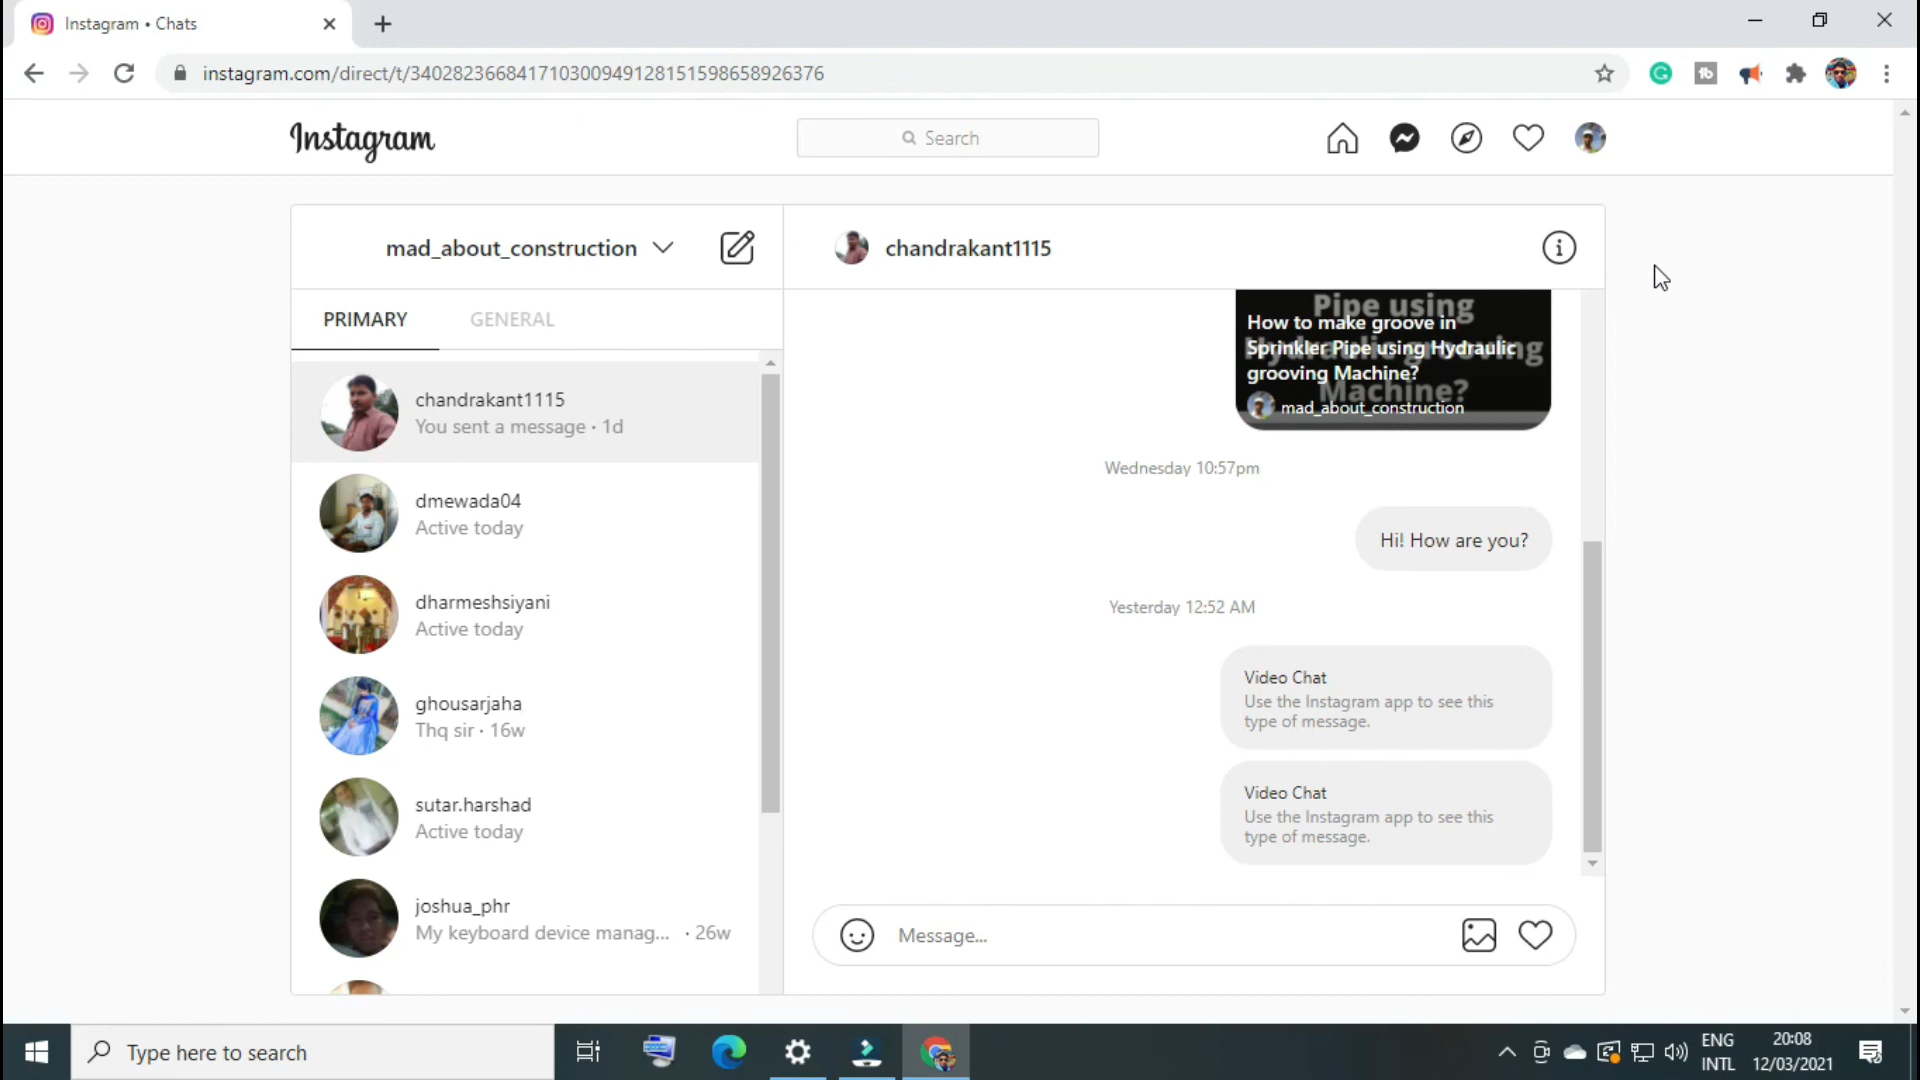 Instagram • Chats
instagram.com/direct/t/340282366841710300949128151598658926376
Instagram
Search
mad_about_construction
chandrakant1115
PRIMARY
GENERAL
chandrakant1115
You sent a message · 1d
dmewada04
Active today
dharmeshsiyani
Active today
ghousarjaha
Thq sir · 16w
sutar.harshad
Active today
joshua_phr
My keyboard device manag... · 26w
Pipe using
Hydraulic grooving
Machine?
How to make groove in
Sprinkler Pipe using Hydraulic
grooving Machine?
mad_about_construction
Wednesday 10:57pm
Hi! How are you?
Yesterday 12:52 AM
Video Chat
Use the Instagram app to see this
type of message.
Video Chat
Use the Instagram app to see this
type of message.
Message...
Type here to search
ENG
INTL
20:08
12/03/2021